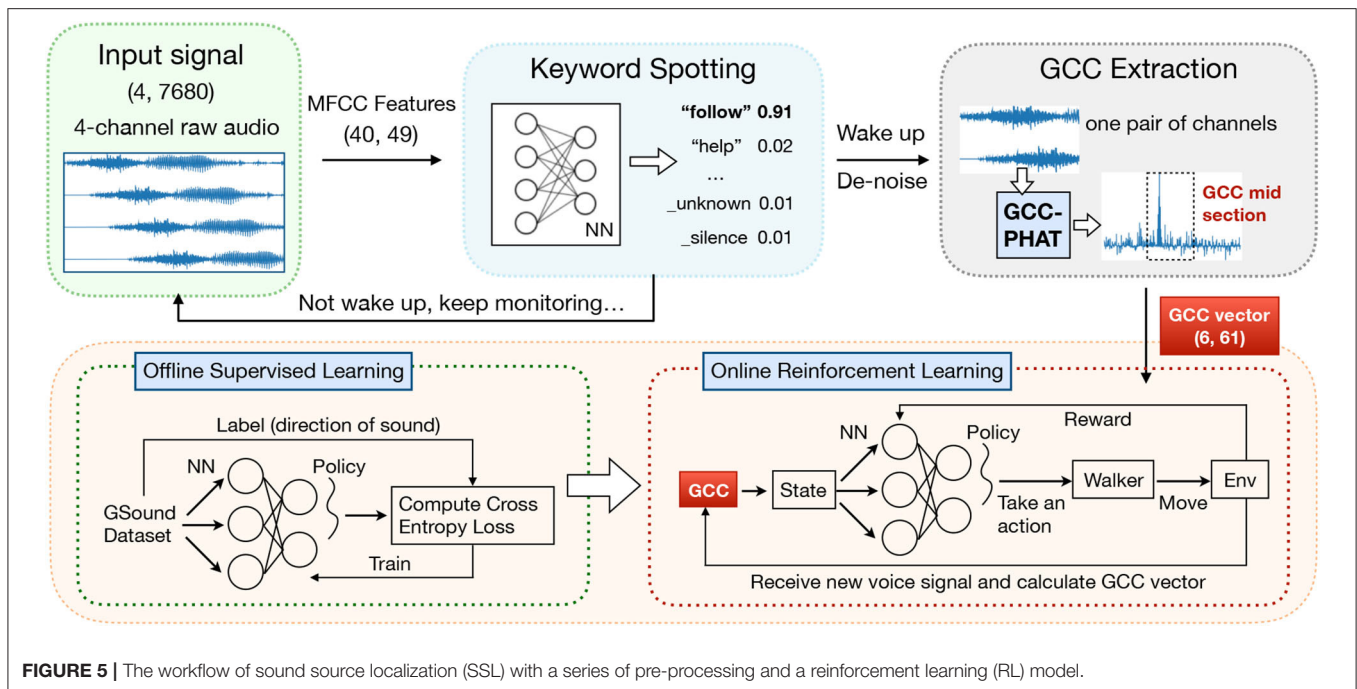 Input signal
(4, 7680)
4-channel raw audio
MFCC Features
(40, 49)
Keyword Spotting
NN
“follow” 0.91
“help” 0.02
...
_unknown 0.01
_silence 0.01
Wake up
De-noise
GCC Extraction
one pair of channels
GCC-
PHAT
GCC mid
section
Not wake up, keep monitoring...
GCC vector
(6, 61)
Offline Supervised Learning
Label (direction of sound)
NN
Policy
GSound
Dataset
Compute Cross
Entropy Loss
Train
Online Reinforcement Learning
Reward
NN
Policy
GCC
State
Take an
action
Walker
Move
Env
Receive new voice signal and calculate GCC vector
FIGURE 5 | The workflow of sound source localization (SSL) with a series of pre-processing and a reinforcement learning (RL) model.